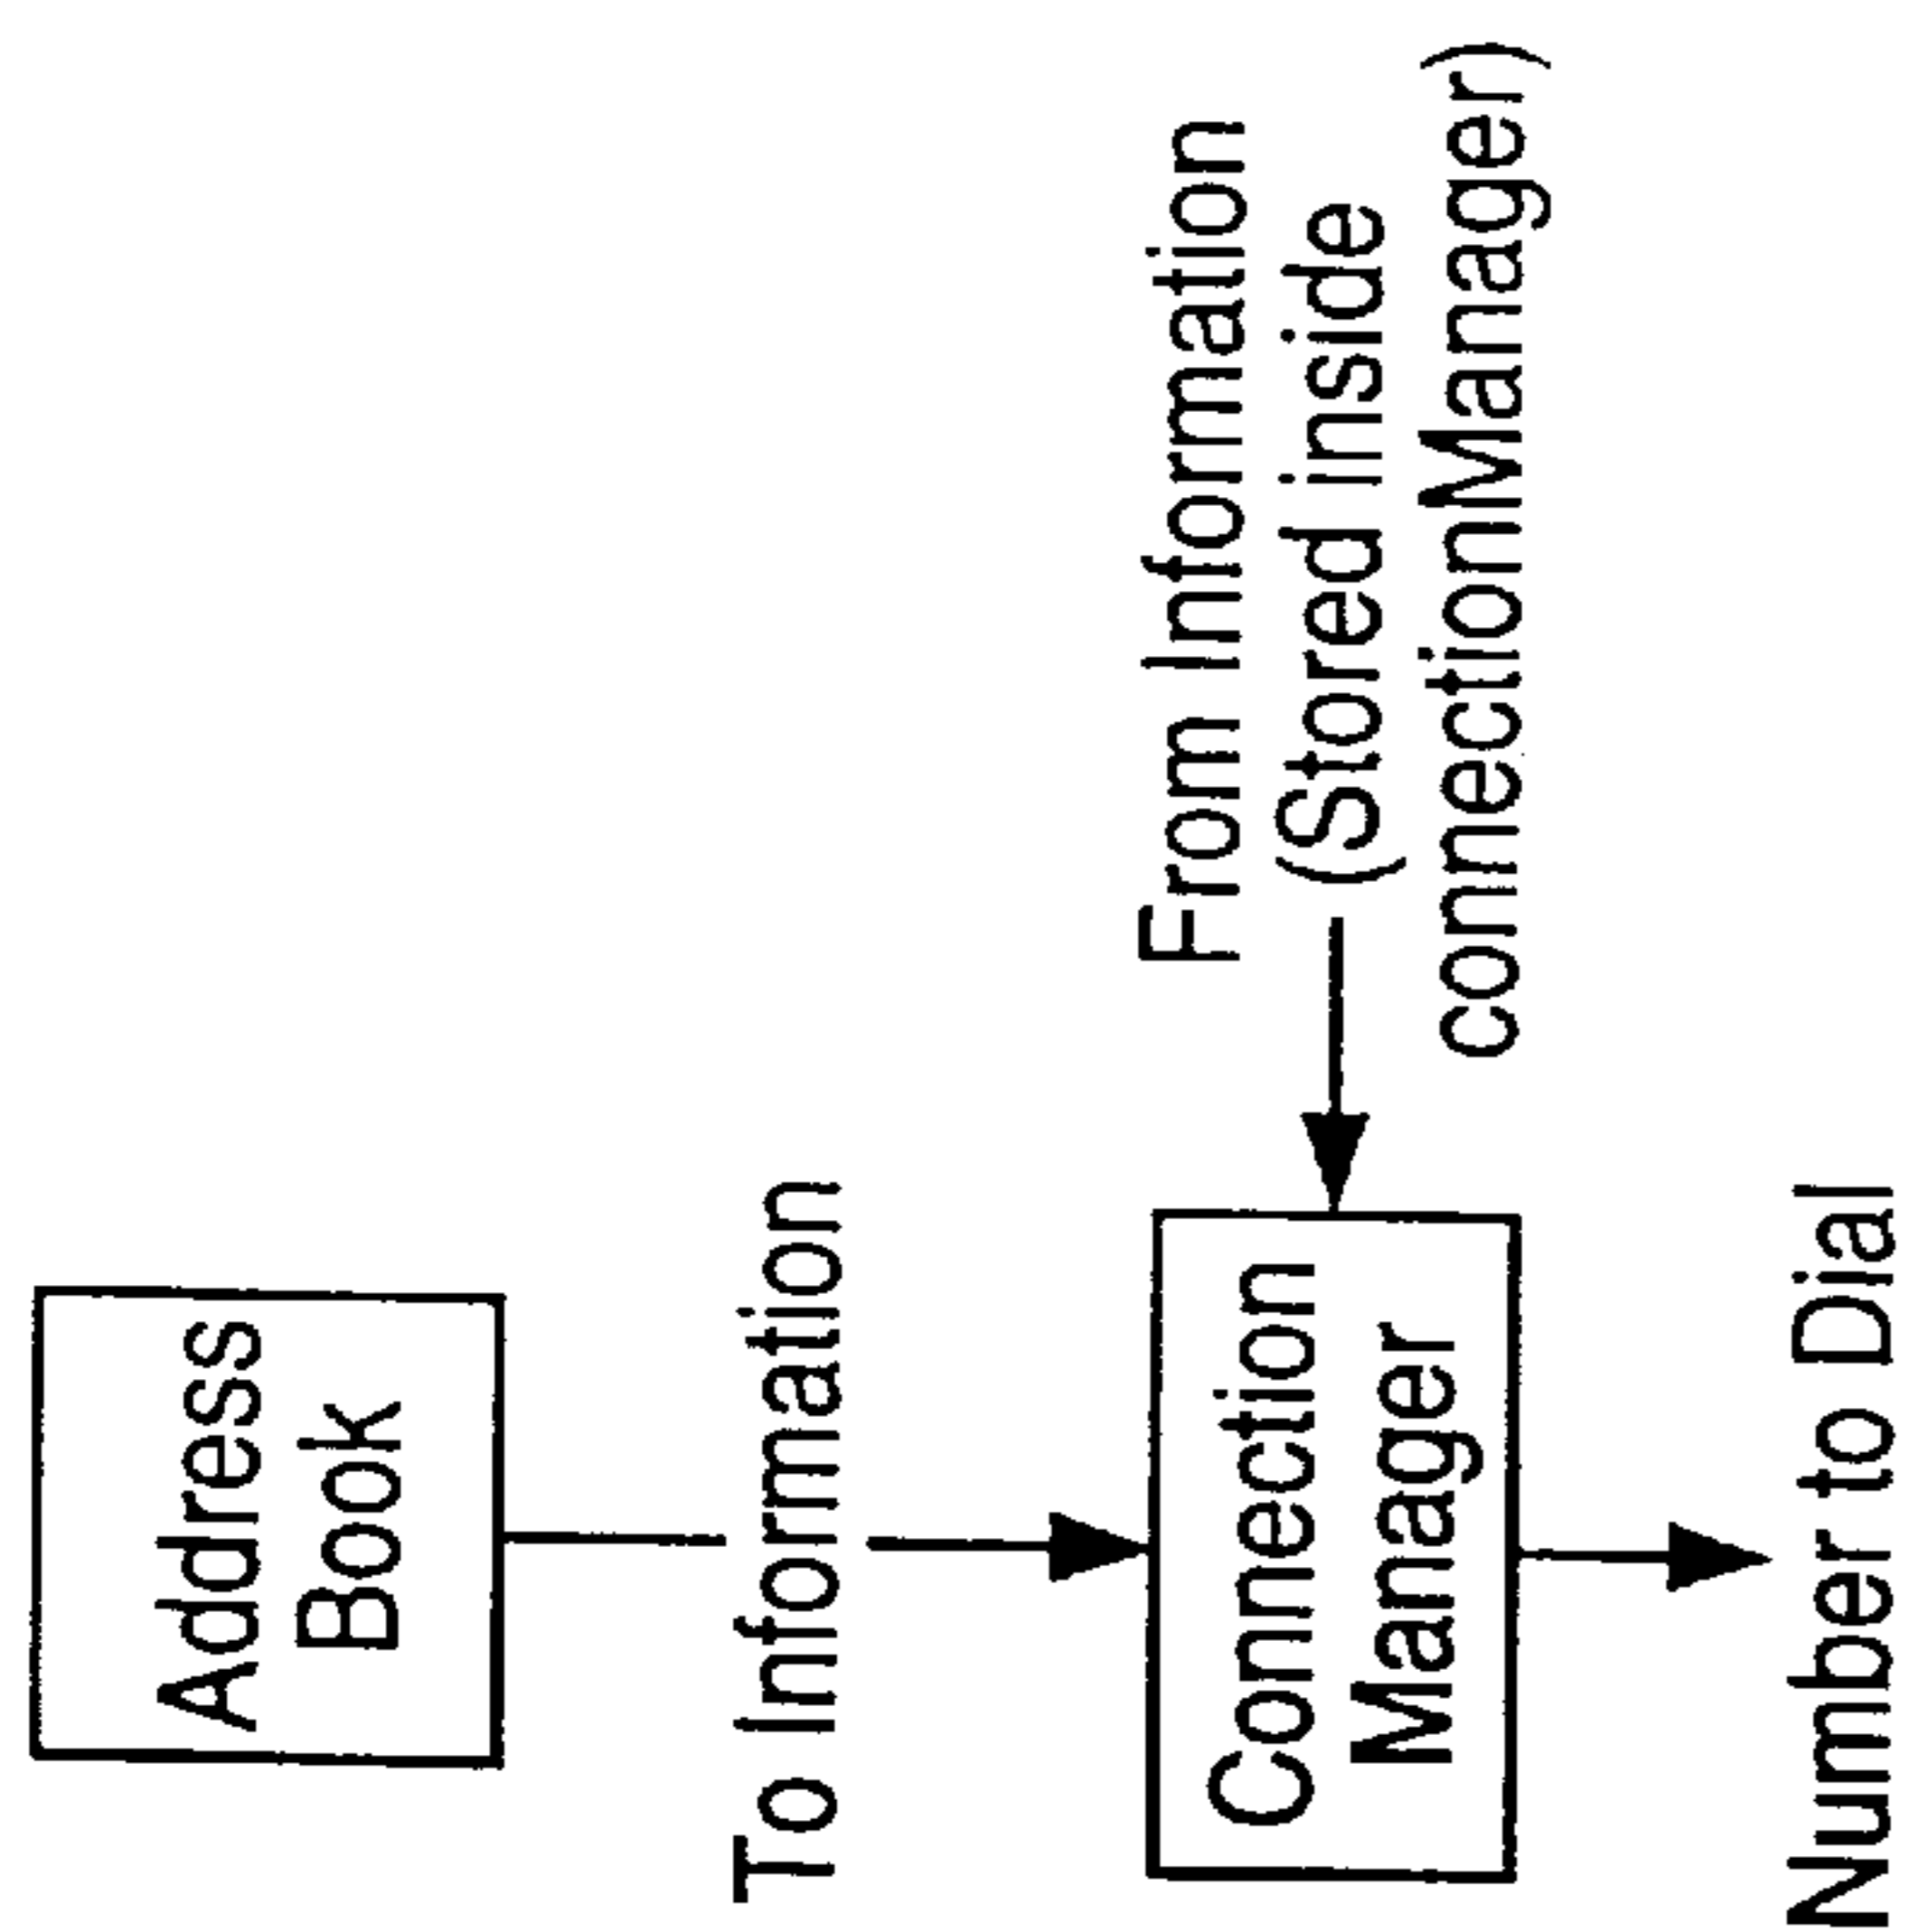 Address
Book
To Information
From Information
(Stored inside
connectionManager)
Connection
Manager
Number to Dial